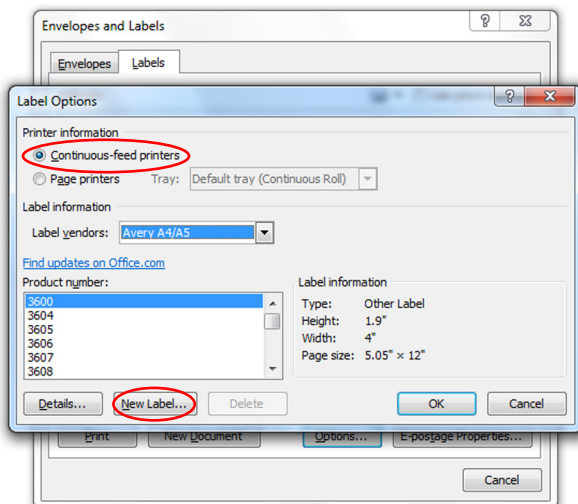 Envelopes and Labels
Envelopes Labels
Label Options
Printer information
Continuous-feed printers
Page printers Tray: Default tray (Continuous Roll)
Label information
Label vendors: Avery A4/A5
Find updates on Office.com
Product number:
3600
3604
3605
3606
3607
3608
Label information
Type: Other Label
Height: 1.9"
Width: 4"
Page size: 5.05" × 12"
Details... New Label... Delete OK Cancel
Print New Document Options... E-postage Properties...
Cancel